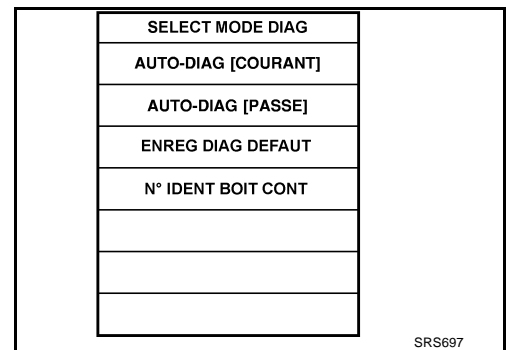 SELECT MODE DIAG
AUTO-DIAG [COURANT]
AUTO-DIAG [PASSE]
ENREG DIAG DEFAUT
N° IDENT BOIT CONT
SRS697